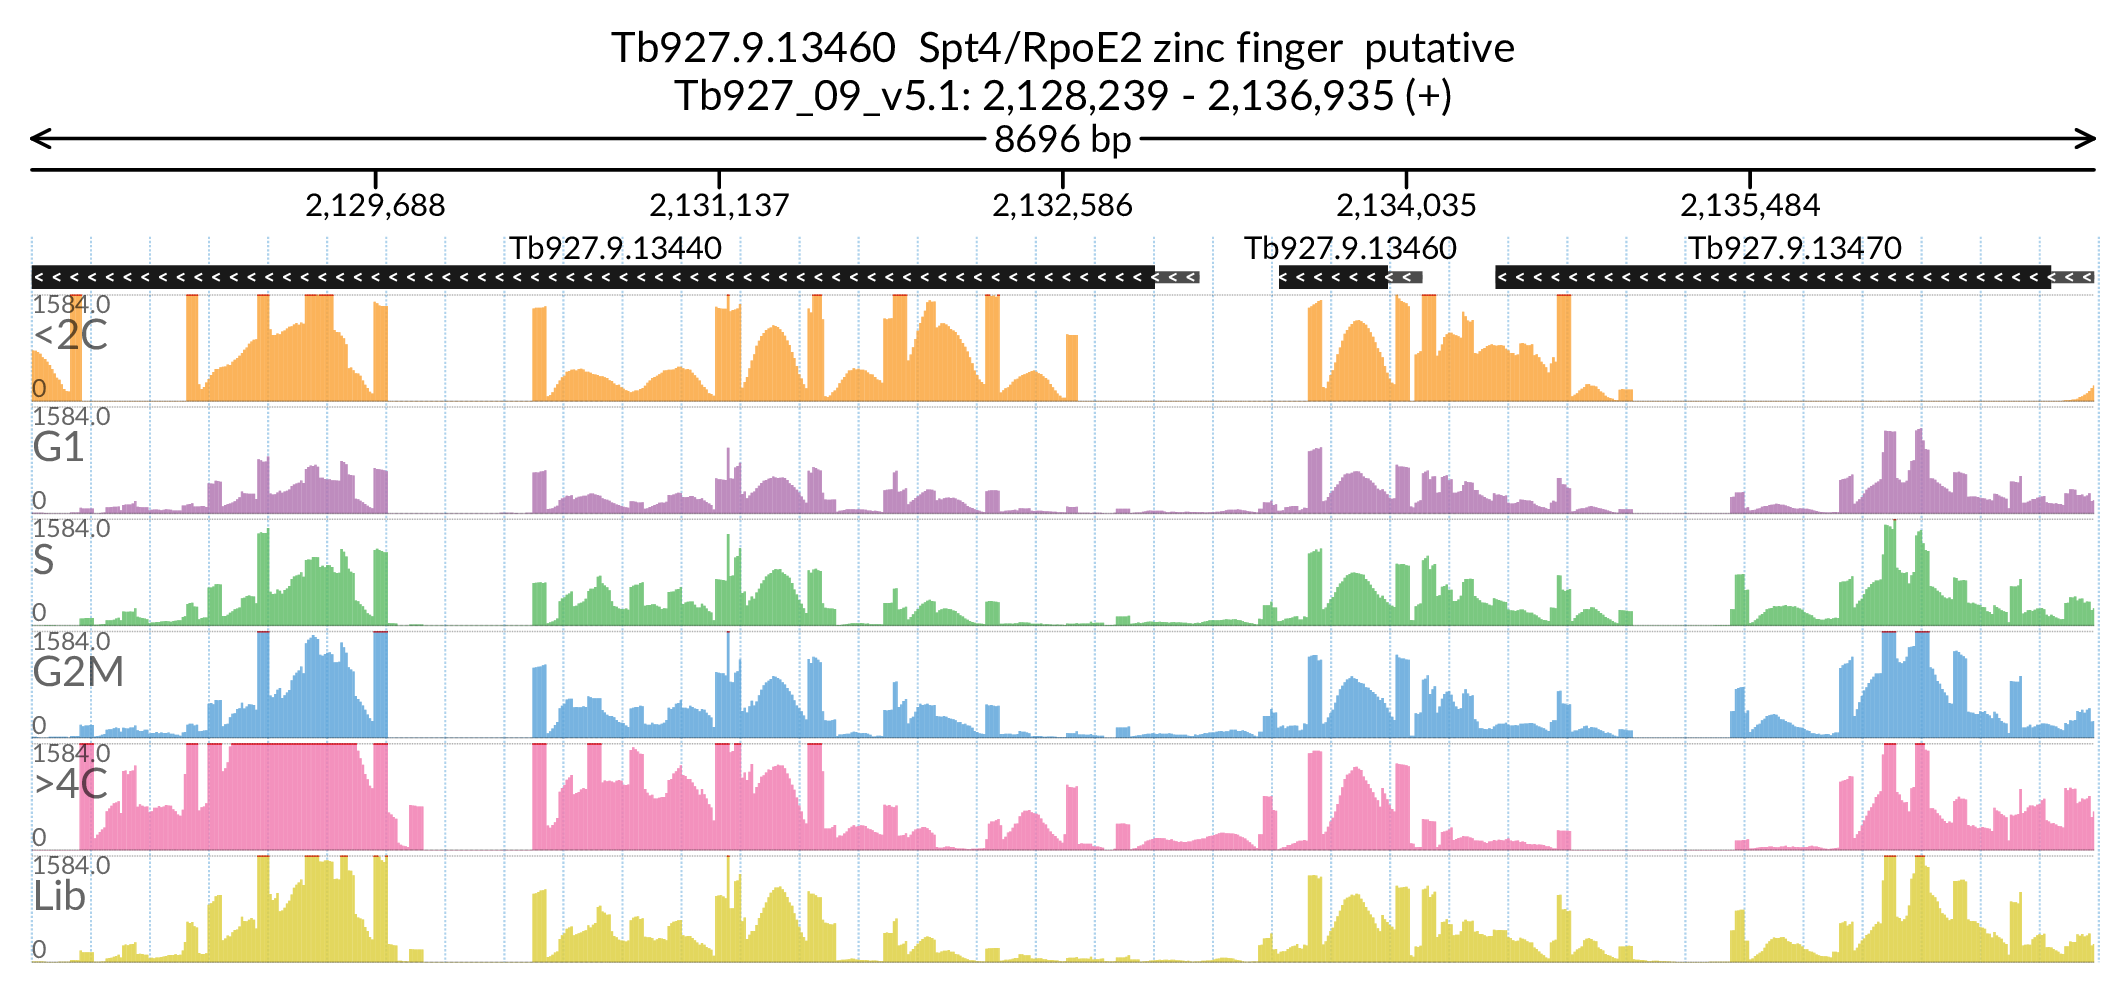 Tb927.9.13460  Spt4/RpoE2 zinc finger  putative
Tb927_09_v5.1: 2,128,239 - 2,136,935 (+)
8696 bp
2,129,688 2,131,137 2,132,586 2,134,035 2,135,484
Tb927.9.13440 Tb927.9.13460 Tb927.9.13470
1584.0
<2C
0
1584.0
G1
0
1584.0
S
0
1584.0
G2M
0
1584.0
>4C
0
1584.0
Lib
0